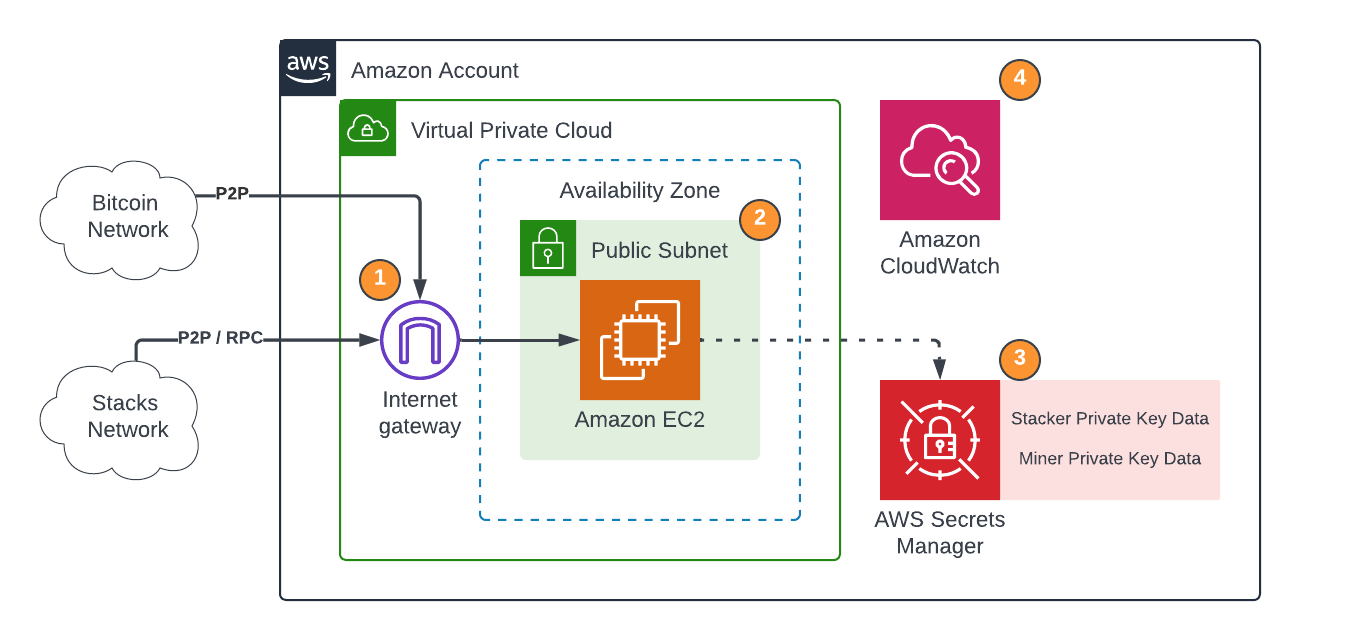 aws
Amazon Account
4
Virtual Private Cloud
Bitcoin
Network
P2P
Availability Zone
2
Public Subnet
Amazon
CloudWatch
1
P2P / RPC
3
Stacks
Network
Internet
gateway
Amazon EC2
Stacker Private Key Data
Miner Private Key Data
AWS Secrets
Manager